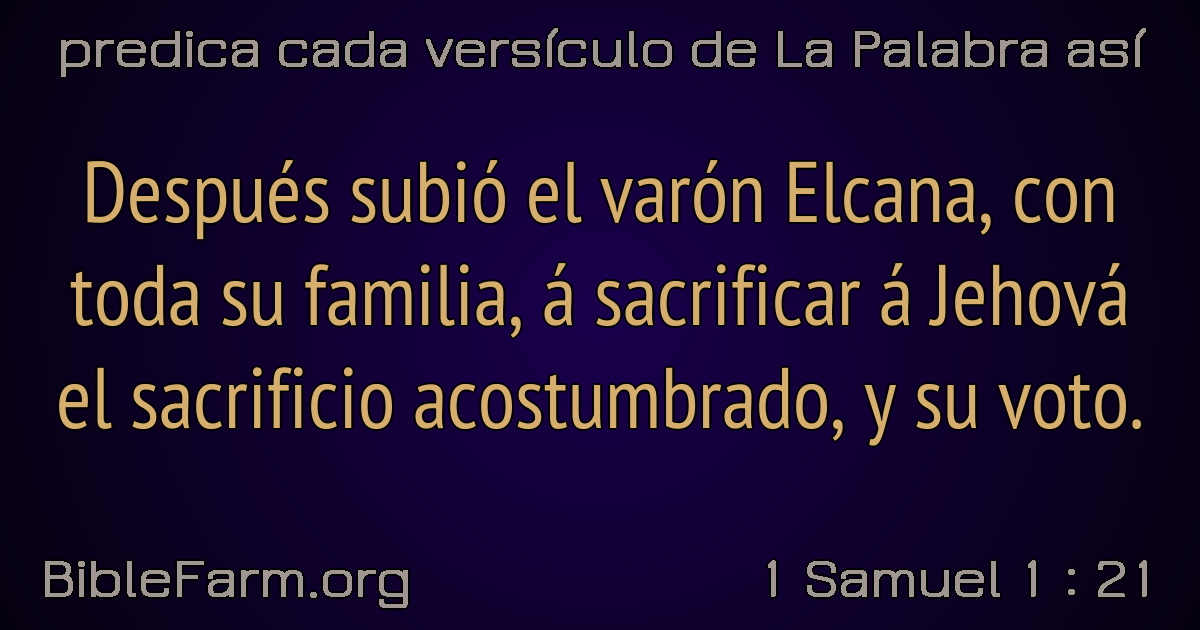 predica cada versículo de La Palabra así
Después subió el varón Elcana, con
toda su familia, á sacrificar á Jehová
el sacrificio acostumbrado, y su voto.
BibleFarm.org
1 Samuel 1 : 21